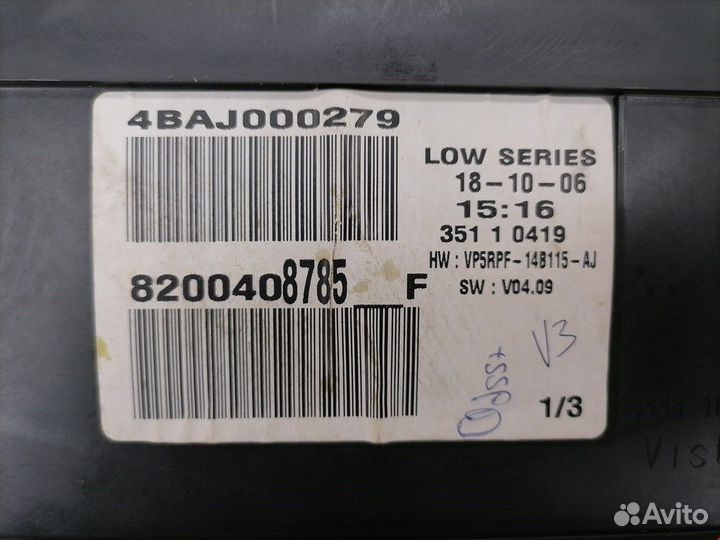 4BAJ000279
8200408785__F
LOW SERIES
18-10-06
15:16
351 1 0419
HW : VP5RPF-14B115-AJ
SW : V04.09
V3
1/3
Avito